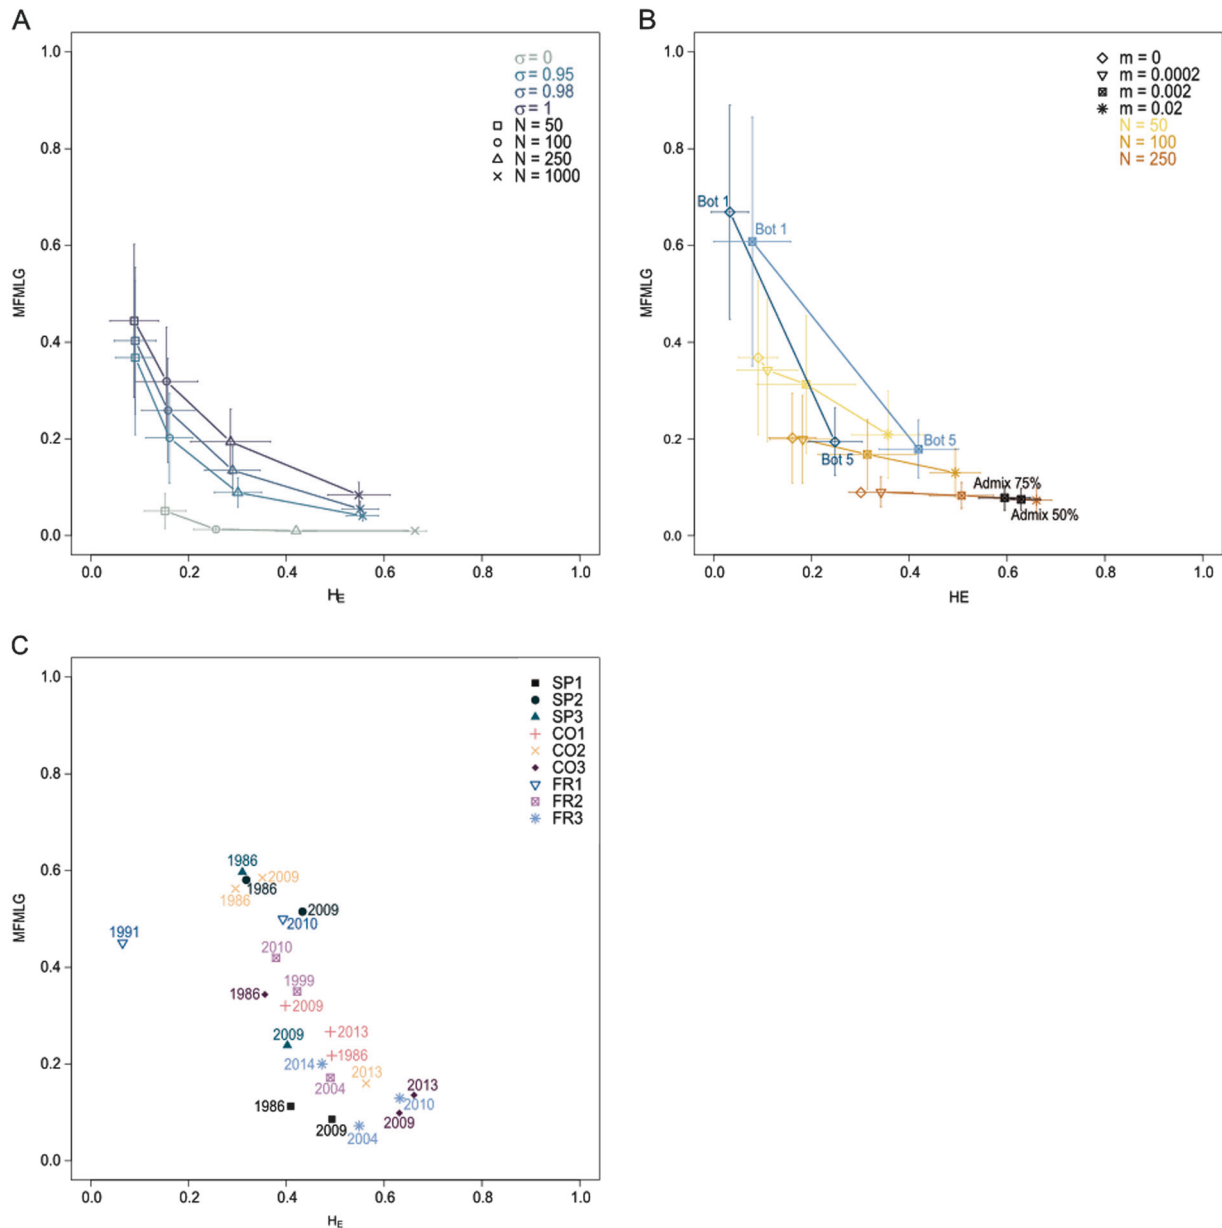 A
σ = 0
σ = 0.95
σ = 0.98
σ = 1
N = 50
N = 100
N = 250
N = 1000
1.0
0.8
0.6
0.4
0.2
0.0
MFMLG
0.0 0.2 0.4 0.6 0.8 1.0
HE
B
m = 0
m = 0.0002
m = 0.002
m = 0.02
N = 50
N = 100
N = 250
1.0
0.8
0.6
0.4
0.2
0.0
MFMLG
Bot 1
Bot 1
Bot 5
Bot 5
Admix 75%
Admix 50%
0.0 0.2 0.4 0.6 0.8 1.0
HE
C
SP1
SP2
SP3
CO1
CO2
CO3
FR1
FR2
FR3
1.0
0.8
0.6
0.4
0.2
0.0
MFMLG
1986
1986
2009
1986
2009
2010
1991
2010
1999
1986
2009
2009
2013
1986
2014
2013
2004
2013
2010
1986
2009
2009
2004
0.0 0.2 0.4 0.6 0.8 1.0
HE